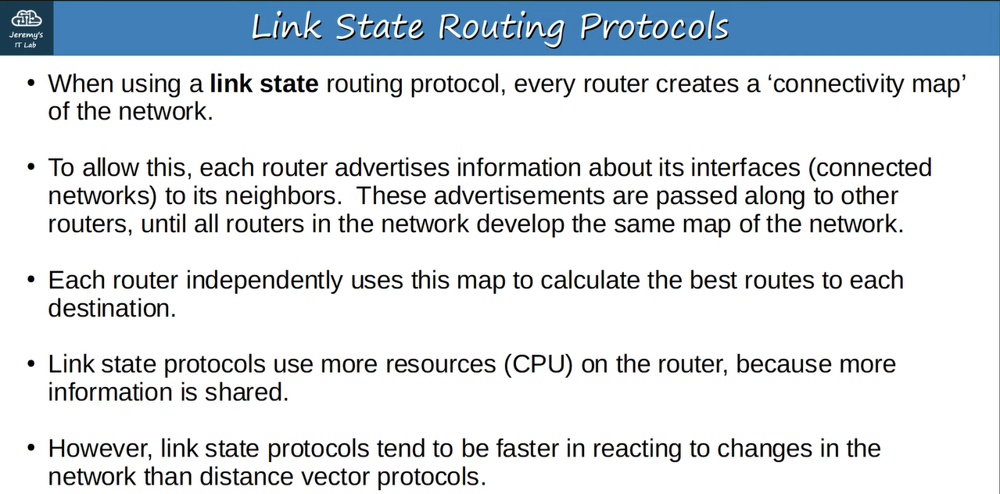 Jeremy's
IT Lab
Link State Routing Protocols
• When using a link state routing protocol, every router creates a ‘connectivity map’
of the network.
• To allow this, each router advertises information about its interfaces (connected
networks) to its neighbors.  These advertisements are passed along to other
routers, until all routers in the network develop the same map of the network.
• Each router independently uses this map to calculate the best routes to each
destination.
• Link state protocols use more resources (CPU) on the router, because more
information is shared.
• However, link state protocols tend to be faster in reacting to changes in the
network than distance vector protocols.